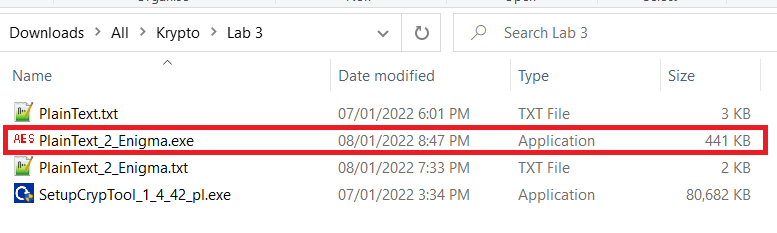 Downloads > All > Krypto > Lab 3 Search Lab 3
Name Date modified Type Size
PlainText.txt 07/01/2022 6:01 PM TXT File 3 KB
AES PlainText_2_Enigma.exe 08/01/2022 8:47 PM Application 441 KB
PlainText_2_Enigma.txt 08/01/2022 7:33 PM TXT File 2 KB
SetupCrypTool_1_4_42_pl.exe 07/01/2022 3:34 PM Application 80,682 KB